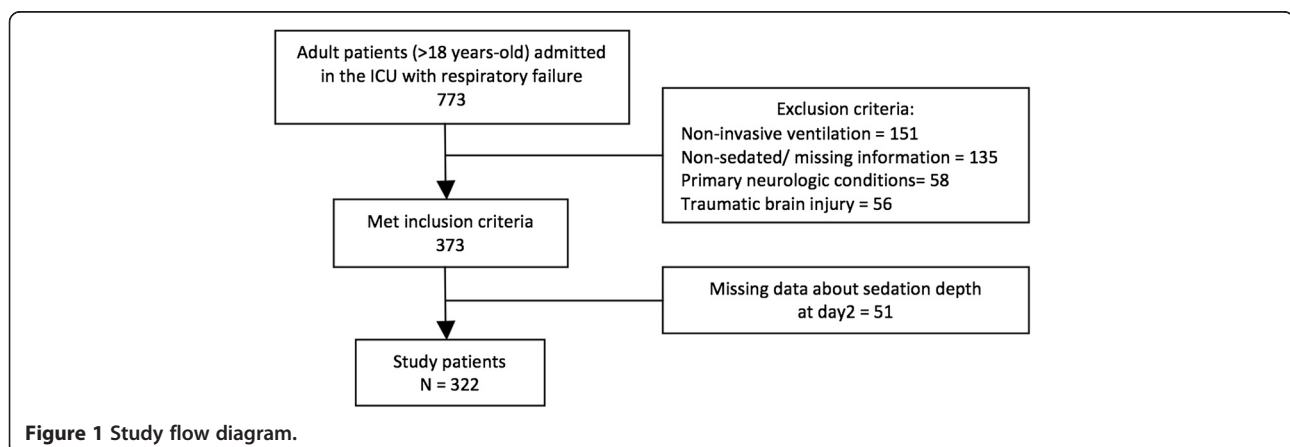 Adult patients (>18 years-old) admitted
in the ICU with respiratory failure
773
Exclusion criteria:
Non-invasive ventilation = 151
Non-sedated/ missing information = 135
Primary neurologic conditions= 58
Traumatic brain injury = 56
Met inclusion criteria
373
Missing data about sedation depth
at day2 = 51
Study patients
N = 322
Figure 1 Study flow diagram.